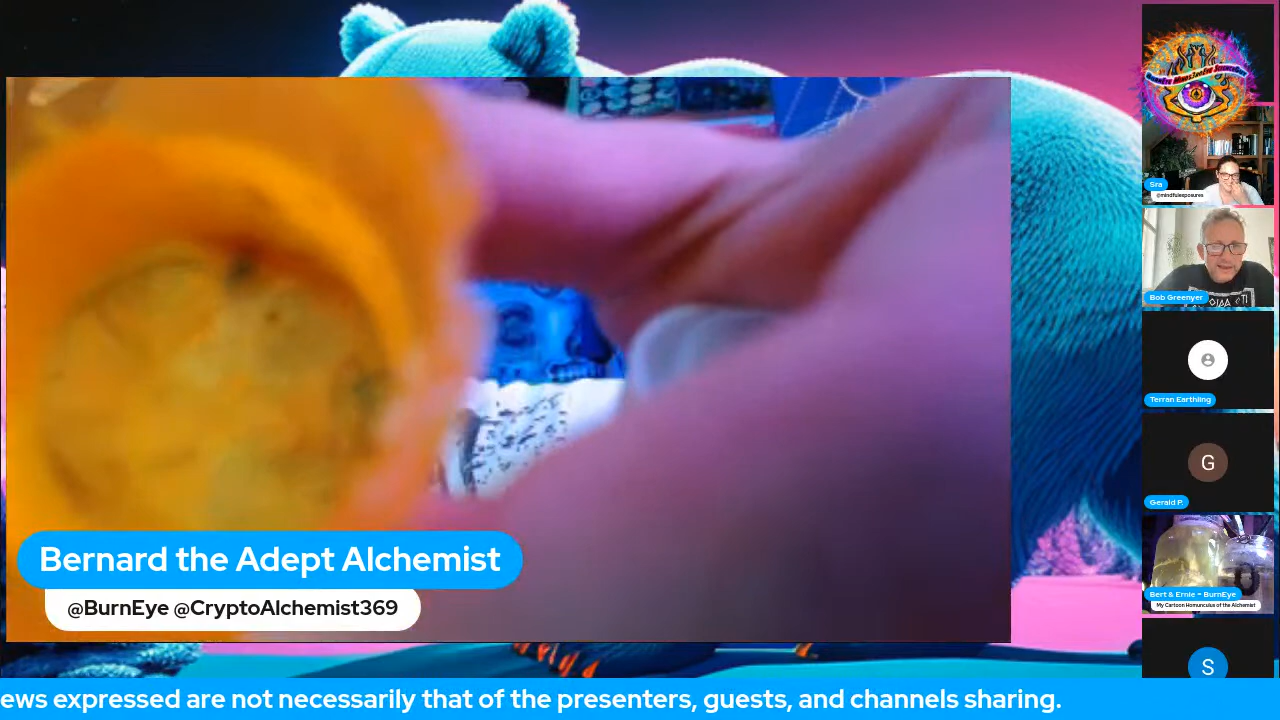 Bernard the Adept Alchemist
@BurnEye @CryptoAlchemist369
Sra
@mindfulexposures
Bob Greenyer
Terran Earthling
G
Gerald P.
Bert & Ernie = BurnEye
My Cartoon Homunculus of the Alchemist
S
ews expressed are not necessarily that of the presenters, guests, and channels sharing.